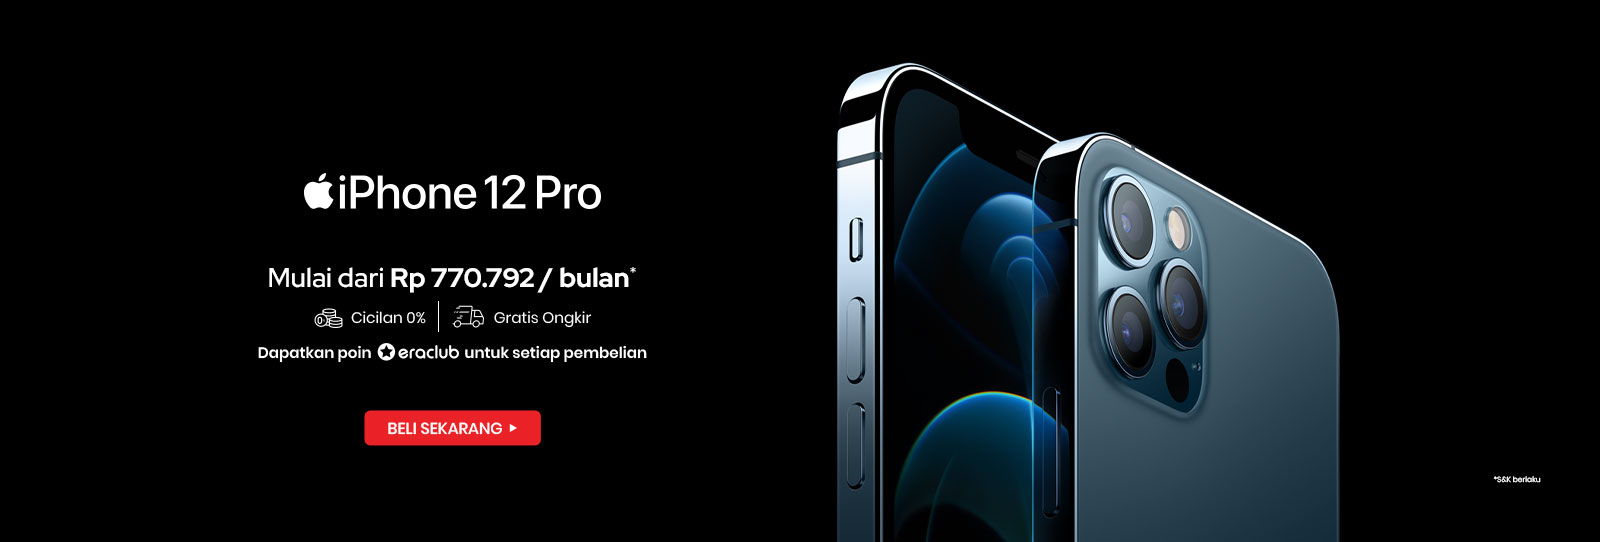 iPhone 12 Pro
Mulai dari Rp 770.792 / bulan*
Cicilan 0% Gratis Ongkir
Dapatkan poin eraclub untuk setiap pembelian
BELI SEKARANG
*S&K berlaku